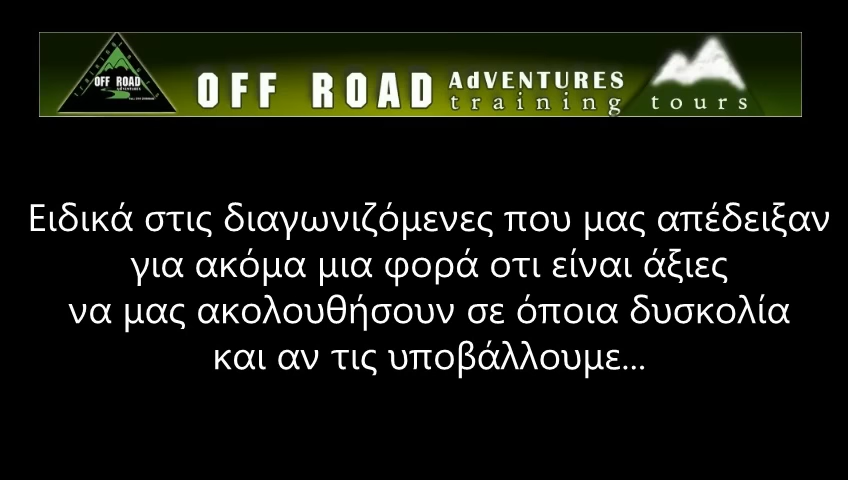 OFF ROAD
ADVENTURES
OFF ROAD AdVENTURES
training tours
Ειδικά στις διαγωνιζόμενες που μας απέδειξαν
για ακόμα μια φορά οτι είναι άξιες
να μας ακολουθήσουν σε όποια δυσκολία
και αν τις υποβάλλουμε...